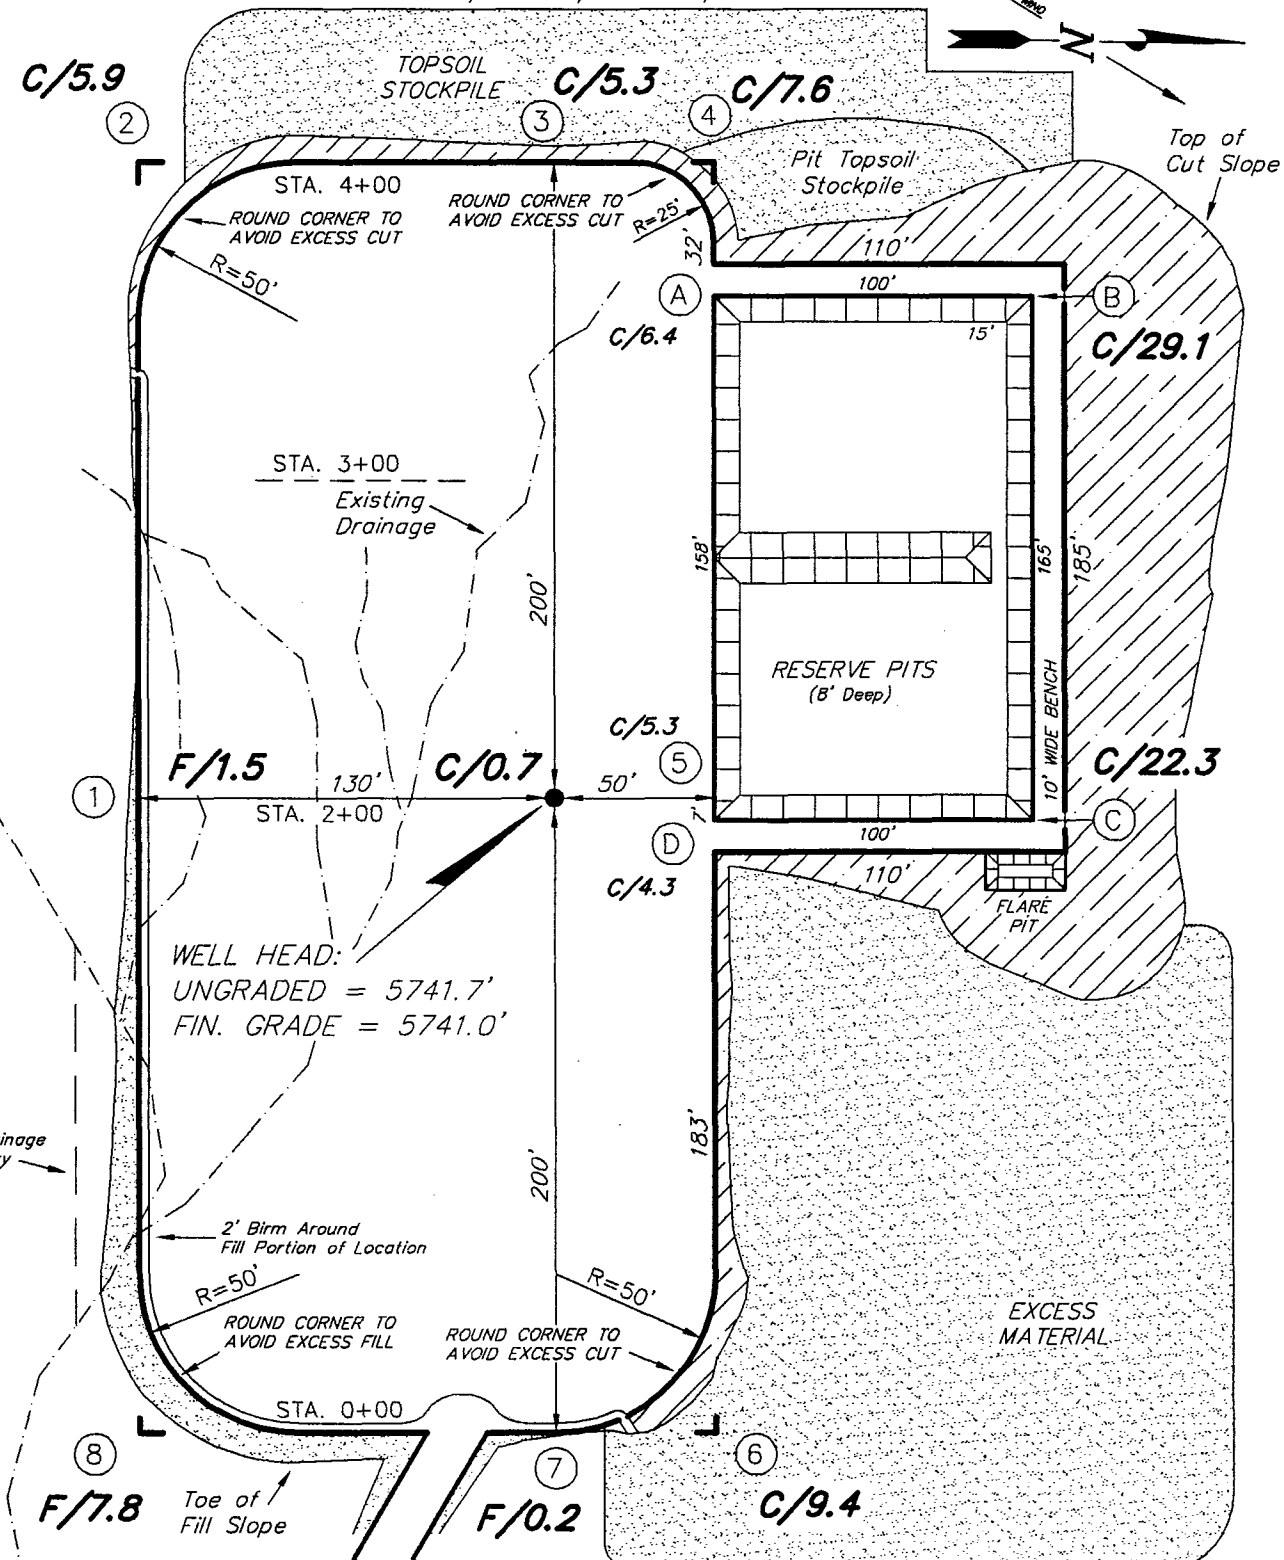 C/5.9
2
TOPSOIL
STOCKPILE
C/5.3
3
C/7.6
4
N
Top of
Cut Slope
Pit Topsoil
Stockpile
STA. 4+00
ROUND CORNER TO
AVOID EXCESS CUT
R=50'
ROUND CORNER TO
AVOID EXCESS CUT
R=25'
32'
110'
100'
A
B
C/6.4
15'
C/29.1
STA. 3+00
Existing
Drainage
158'
165'
185'
200'
RESERVE PITS
(8' Deep)
10' WIDE BENCH
C/5.3
5
C/22.3
1
F/1.5
130'
C/0.7
50'
STA. 2+00
7'
100'
C
D
C/4.3
110'
FLARE
PIT
WELL HEAD:
UNGRADED = 5741.7'
FIN. GRADE = 5741.0'
183'
200'
inage
y
2' Birm Around
Fill Portion of Location
R=50'
ROUND CORNER TO
AVOID EXCESS FILL
R=50'
ROUND CORNER TO
AVOID EXCESS CUT
EXCESS
MATERIAL
STA. 0+00
8
F/7.8
Toe of
Fill Slope
7
F/0.2
6
C/9.4